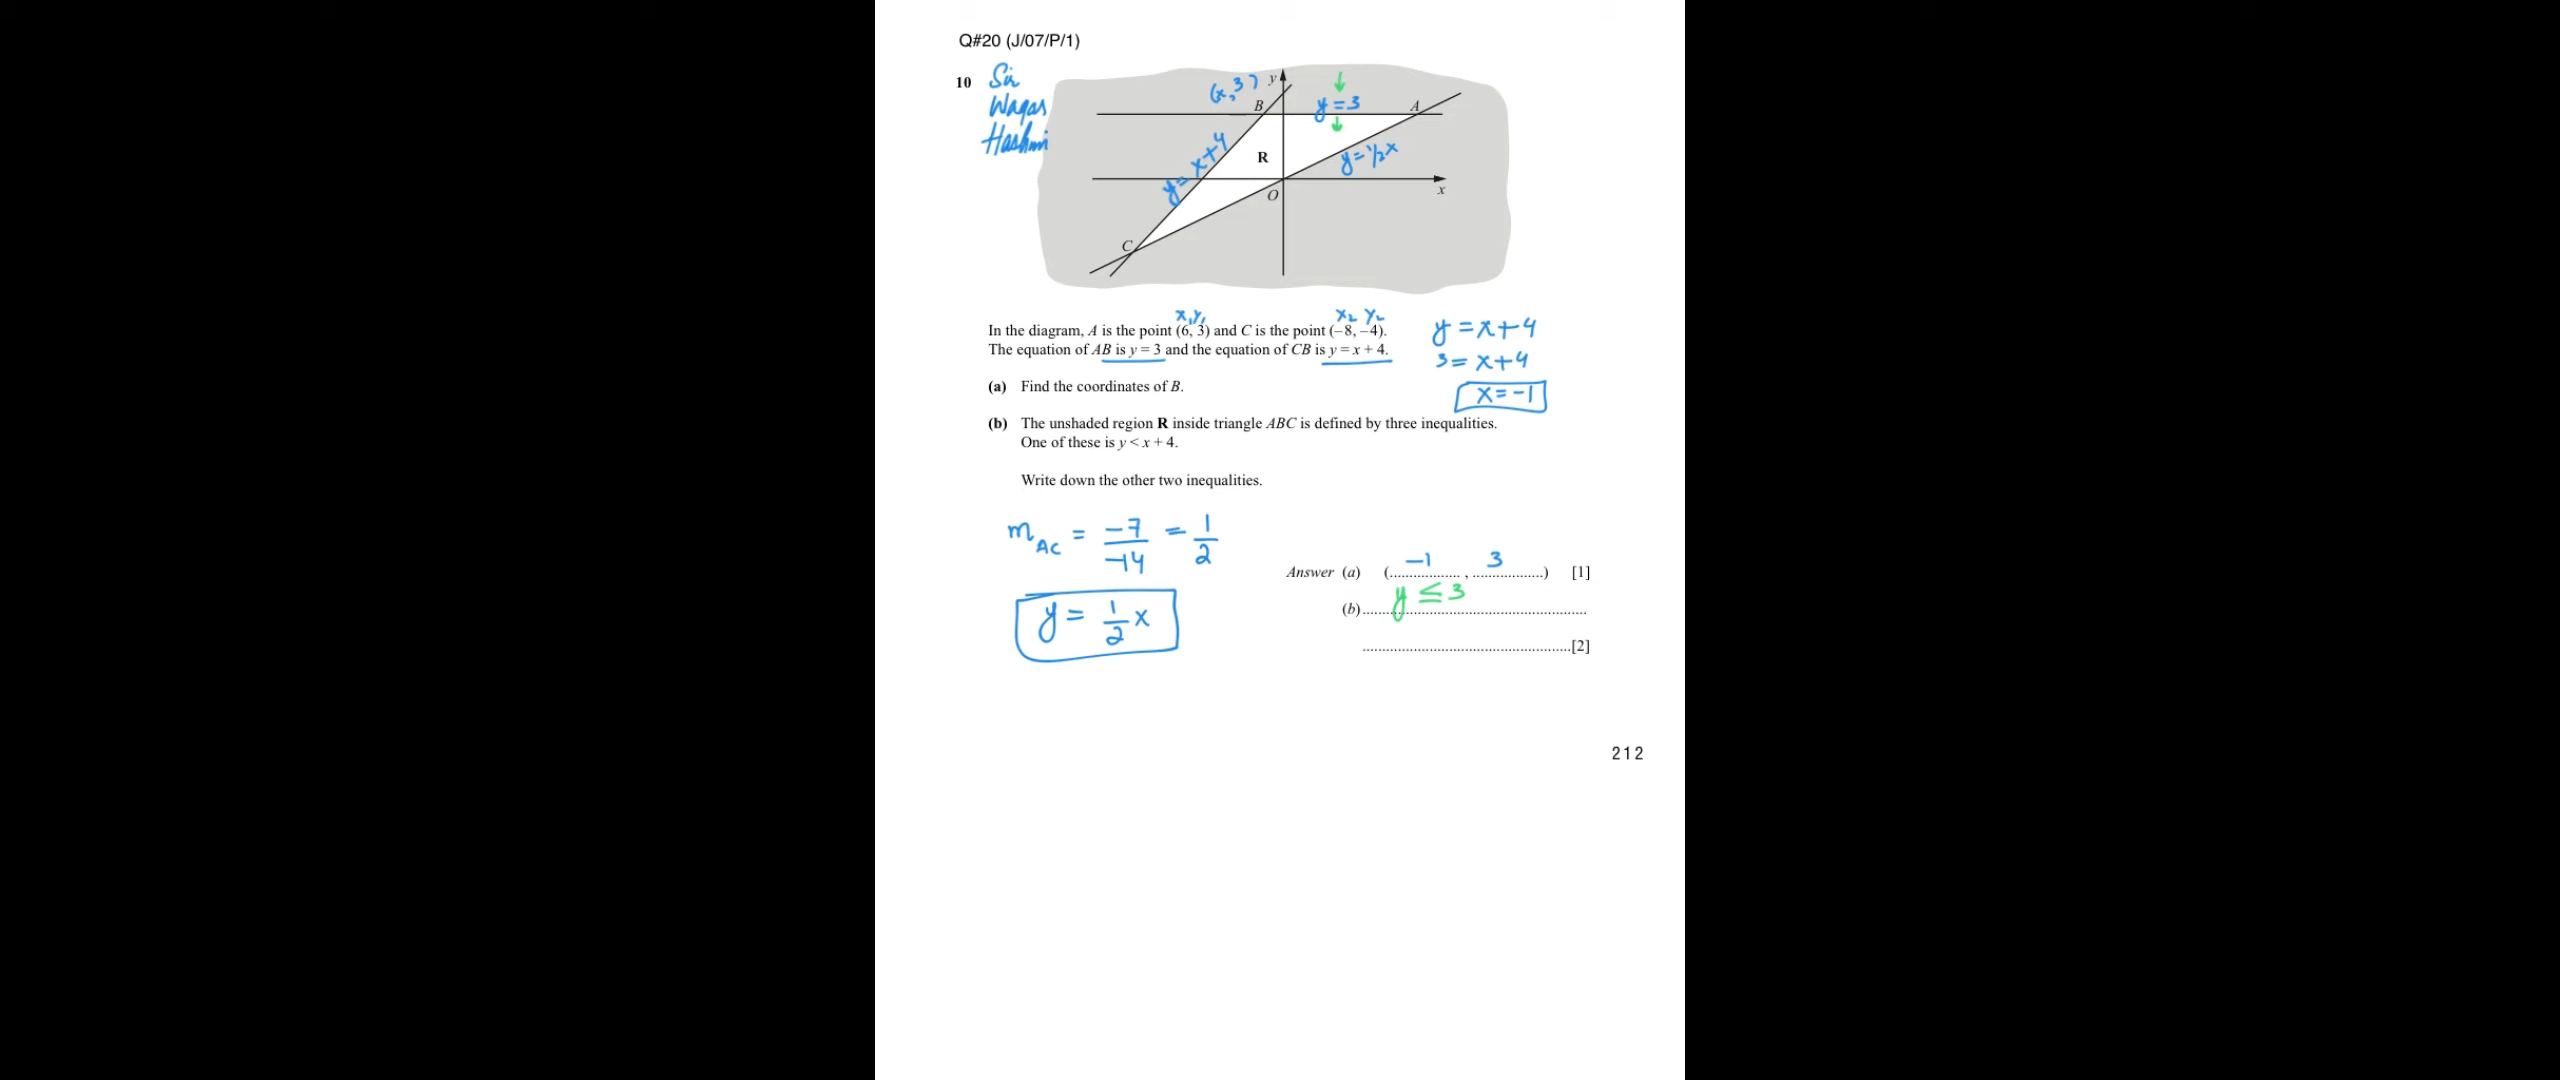 Q#20 (J/07/P/1)
10 Sir
Waqas
Hashmi
(x, 3)
y
B
y = 3
A
y = x+4
R
y = ½x
O
x
C
x₁ y₁
x₂ y₂
In the diagram, A is the point (6, 3) and C is the point (–8, –4).
The equation of AB is y = 3 and the equation of CB is y = x + 4.
y = x+4
3 = x+4
x = -1
(a) Find the coordinates of B.
(b) The unshaded region R inside triangle ABC is defined by three inequalities.
One of these is y < x + 4.
Write down the other two inequalities.
m AC = -7/-14 = 1/2
y = 1/2 x
-1 3
Answer (a) (.................. , ..................) [1]
y ≤ 3
(b)..........................................................
......................................................[2]
212